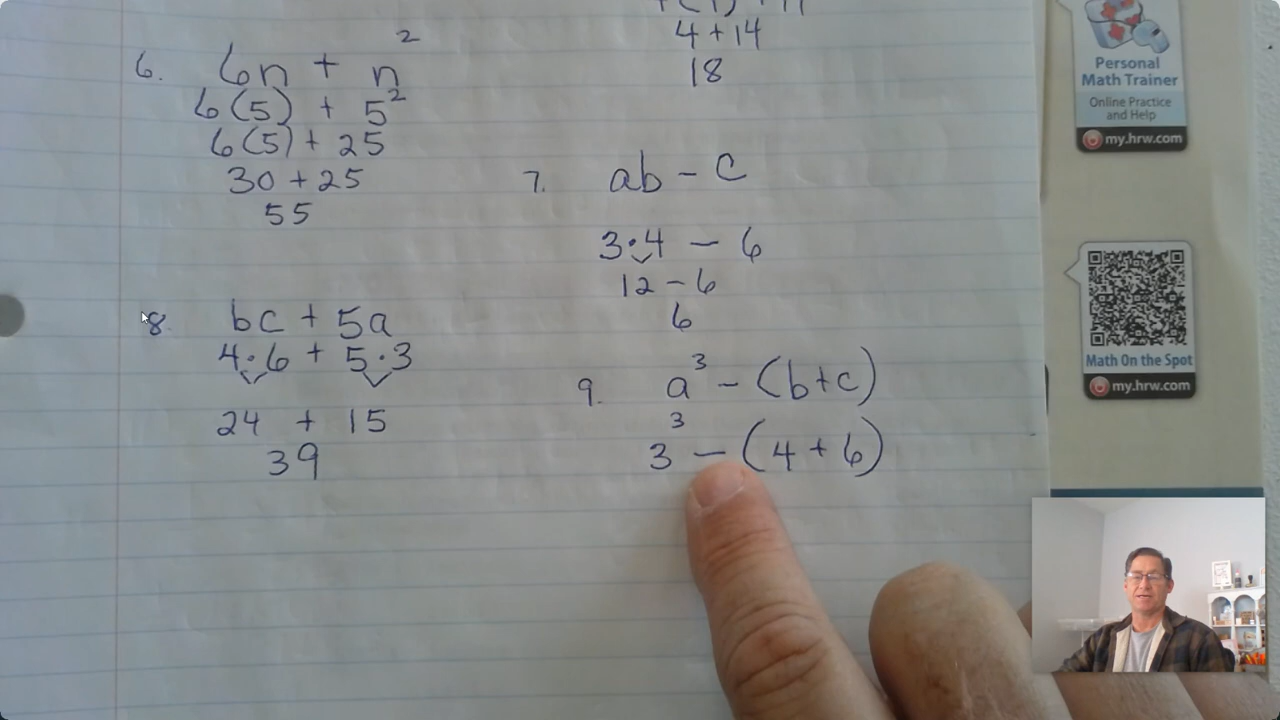 4 + 14
18
6. 6n + n²
6(5) + 5²
6(5) + 25
30 + 25
55
7. ab - c
3·4 - 6
12 - 6
6
8. bc + 5a
4·6 + 5·3
24 + 15
39
9. a³ - (b+c)
3³ - (4 + 6)
Personal
Math Trainer
Online Practice
and Help
my.hrw.com
Math On the Spot
my.hrw.com